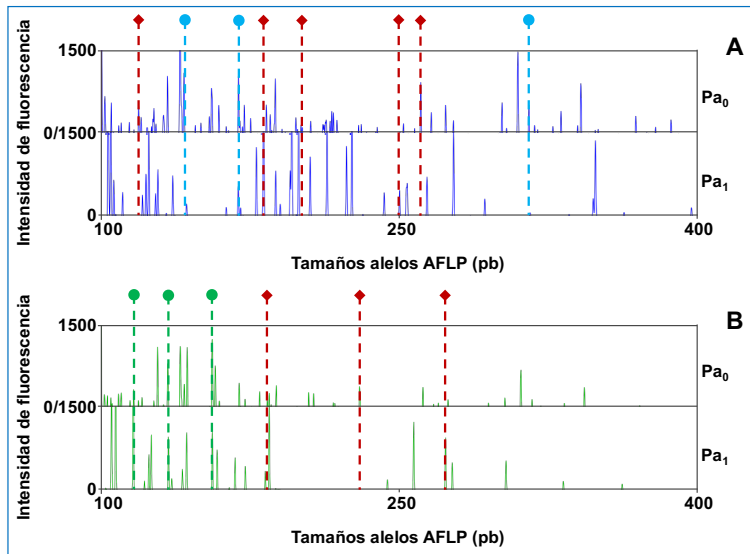 A
Intensidad de fluorescencia
1500
Pa0
0/1500
Pa1
0
100
250
400
Tamaños alelos AFLP (pb)
B
Intensidad de fluorescencia
1500
Pa0
0/1500
Pa1
0
100
250
400
Tamaños alelos AFLP (pb)